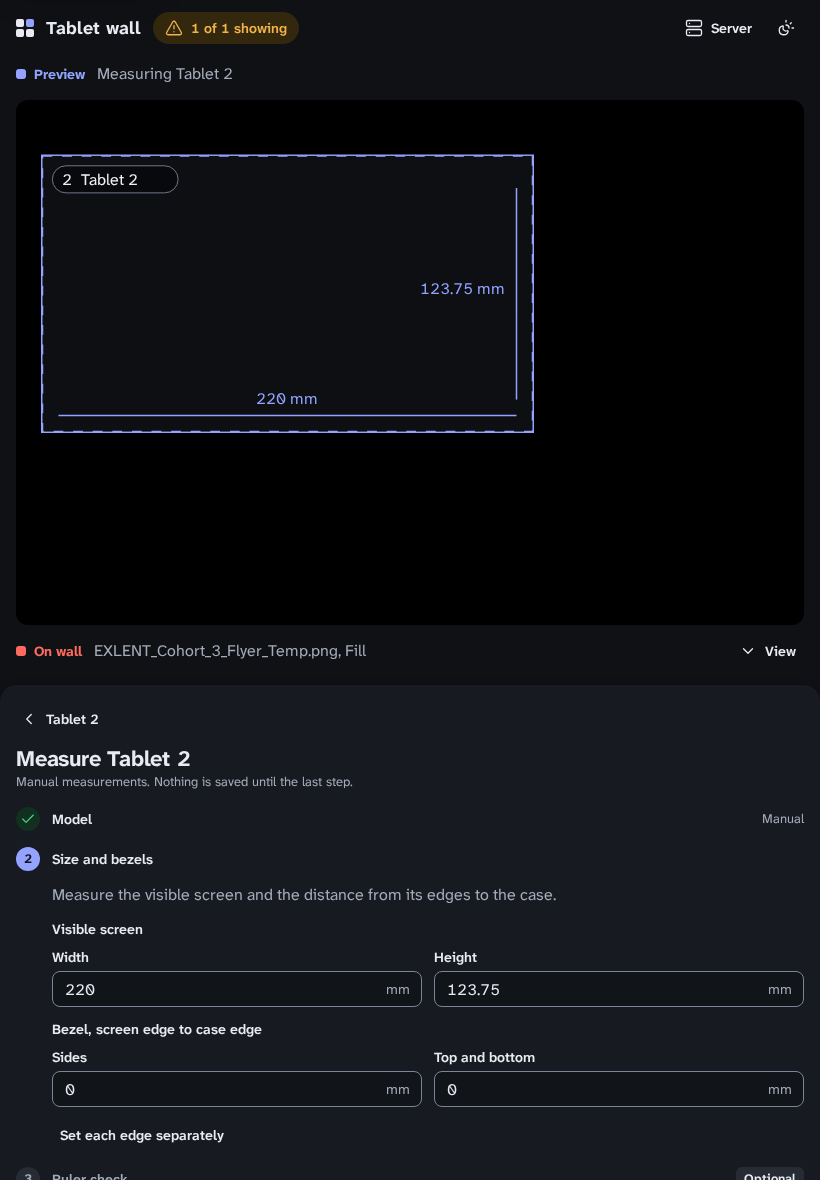 Tablet wall
1 of 1 showing
Server
Preview Measuring Tablet 2
2 Tablet 2
123.75 mm
220 mm
On wall EXLENT_Cohort_3_Flyer_Temp.png, Fill
View
Tablet 2
Measure Tablet 2
Manual measurements. Nothing is saved until the last step.
Model Manual
2 Size and bezels
Measure the visible screen and the distance from its edges to the case.
Visible screen
Width Height
220 mm 123.75 mm
Bezel, screen edge to case edge
Sides Top and bottom
0 mm 0 mm
Set each edge separately
3 Ruler check Optional